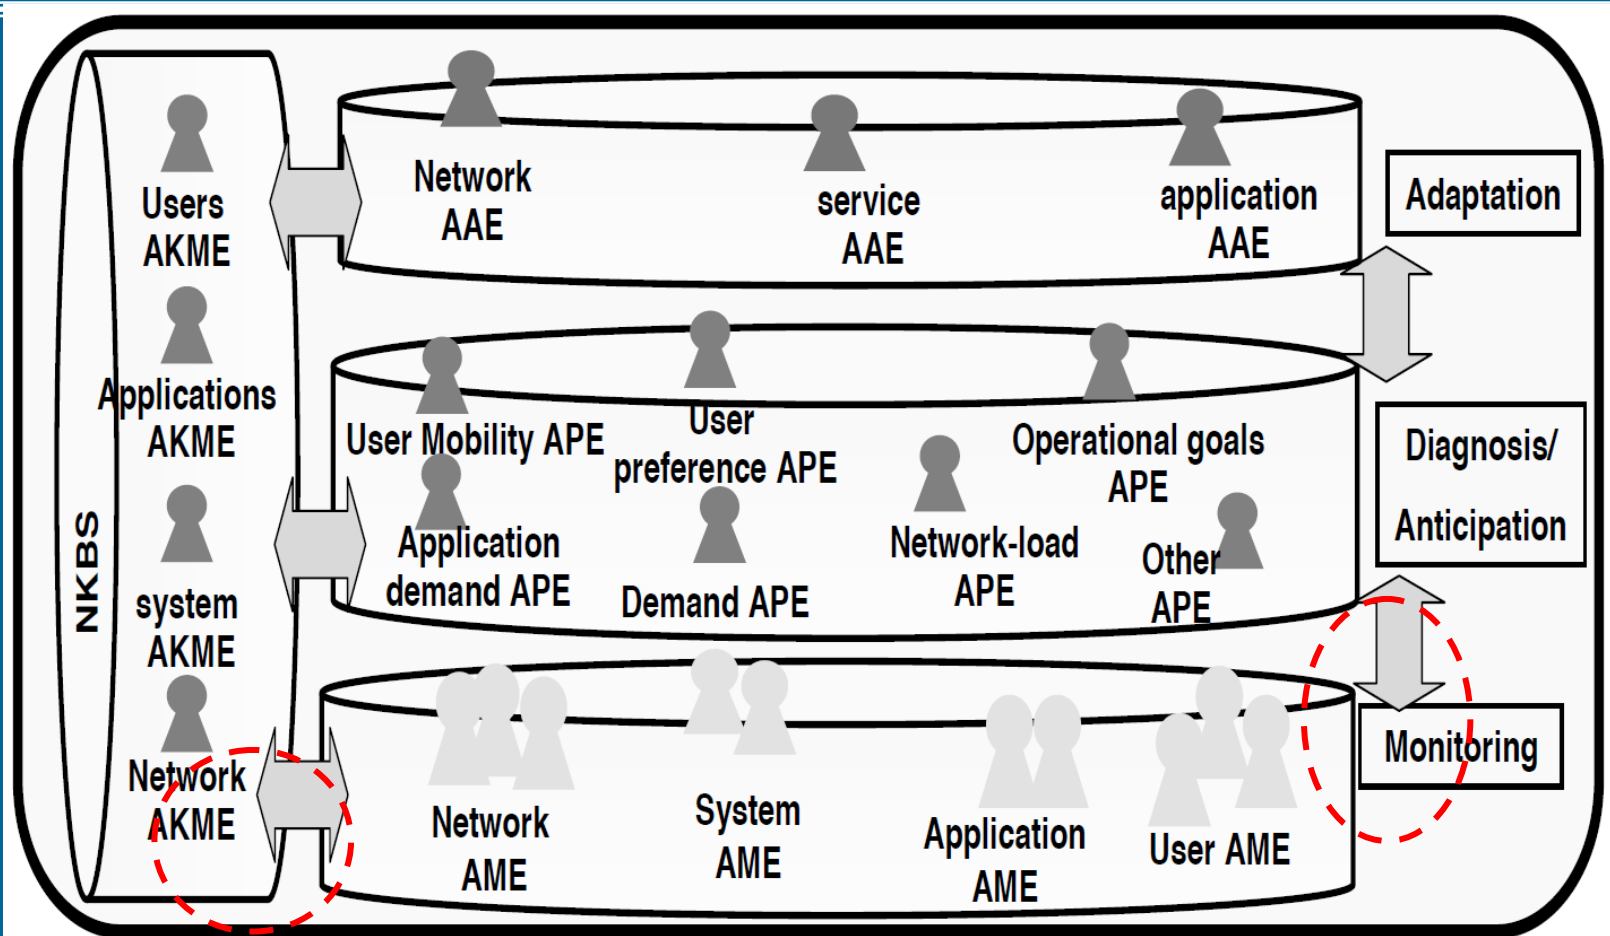 NKBS
Users
AKME
Applications
AKME
system
AKME
Network
AKME
Network
AAE
service
AAE
application
AAE
Adaptation
User Mobility APE
User
preference APE
Operational goals
APE
Application
demand APE
Demand APE
Network-load
APE
Other
APE
Diagnosis/
Anticipation
Network
AME
System
AME
Application
AME
User AME
Monitoring